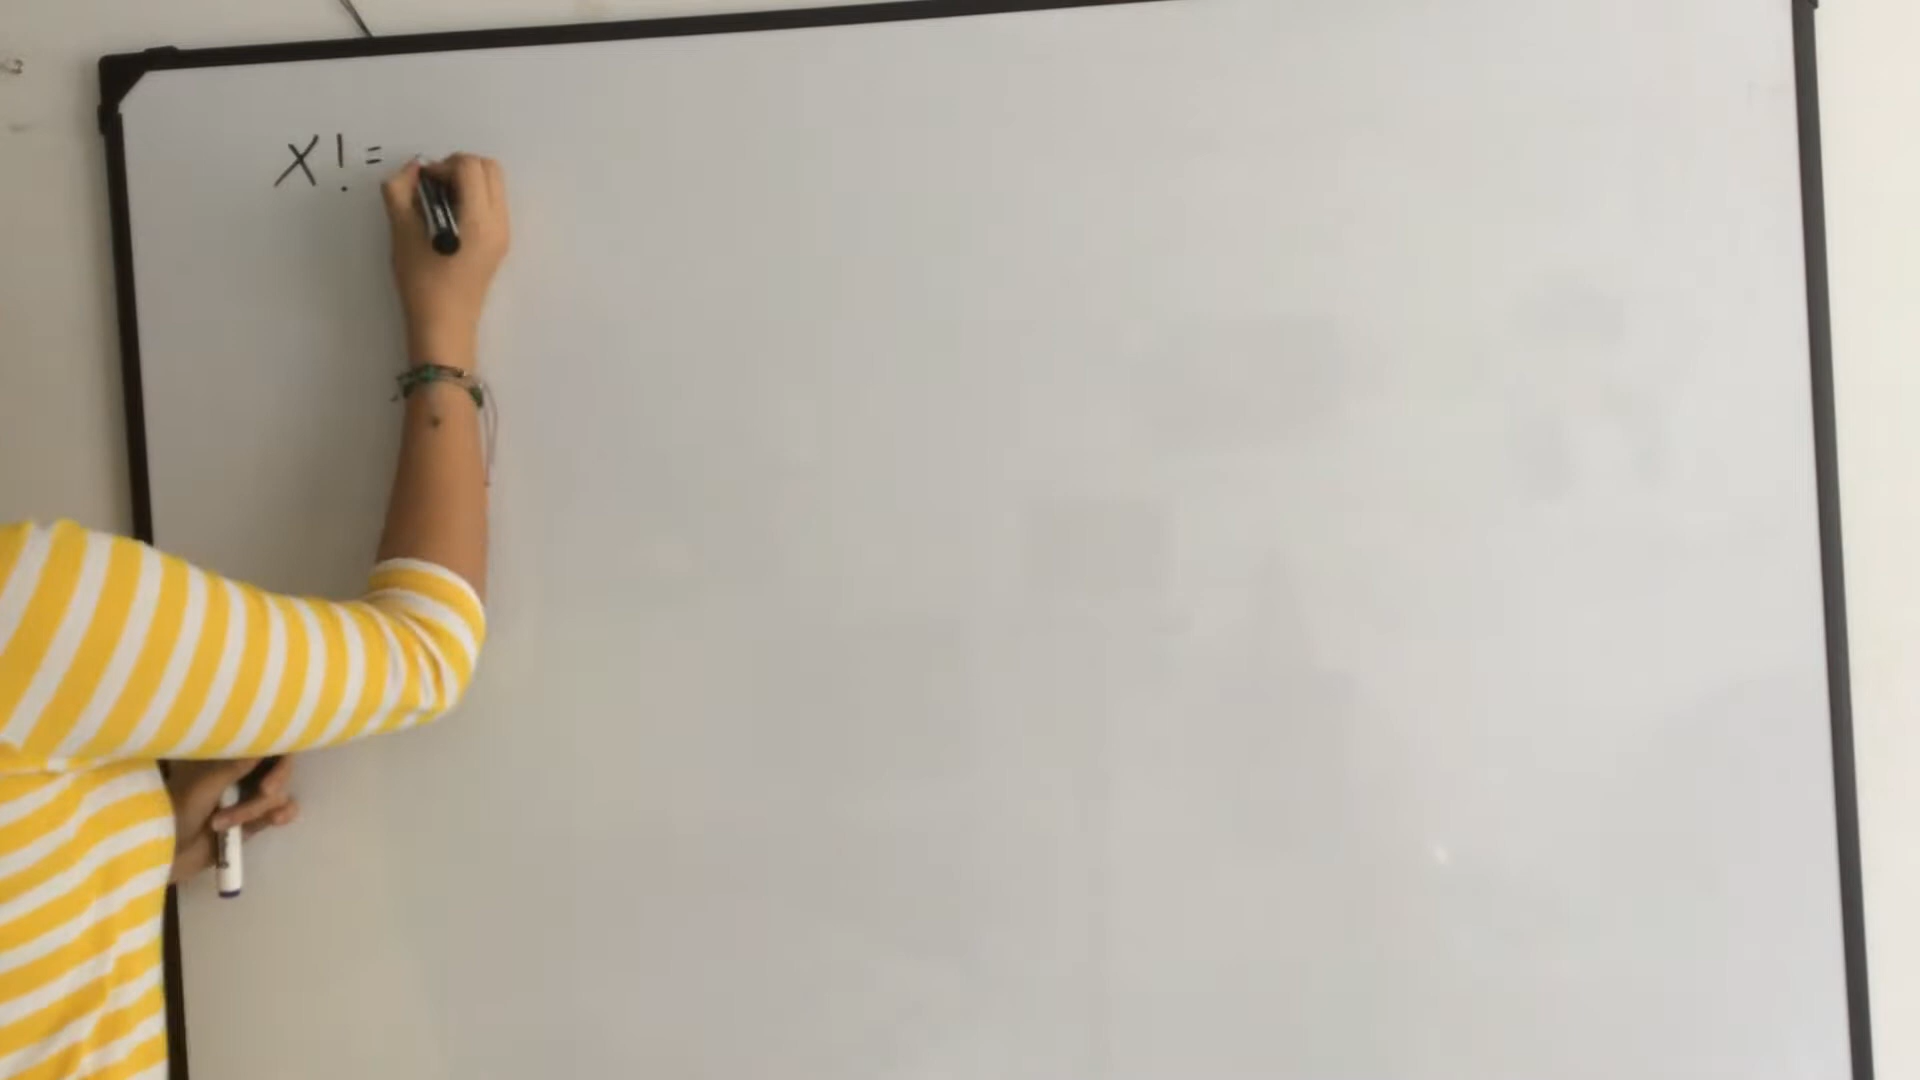 X! =